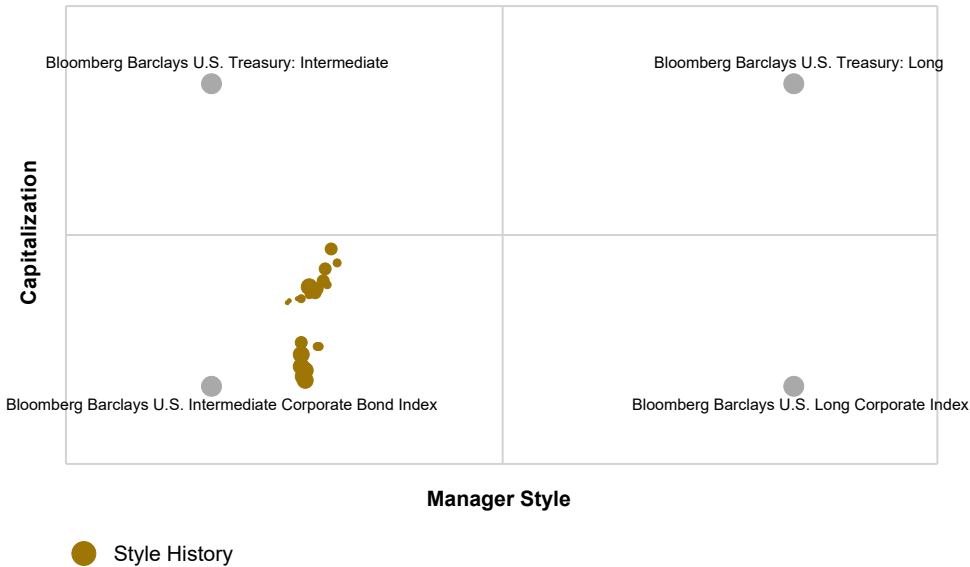 Bloomberg Barclays U.S. Treasury: Intermediate
Bloomberg Barclays U.S. Treasury: Long
Capitalization
Bloomberg Barclays U.S. Intermediate Corporate Bond Index
Bloomberg Barclays U.S. Long Corporate Index
Manager Style
Style History